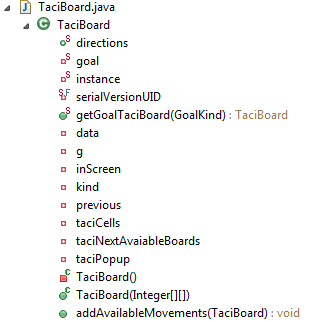 TaciBoard.java
TaciBoard
directions
goal
instance
serialVersionUID
getGoalTaciBoard(GoalKind) : TaciBoard
data
g
inScreen
kind
previous
taciCells
taciNextAvaiableBoards
taciPopup
TaciBoard()
TaciBoard(Integer[][])
addAvailableMovements(TaciBoard) : void